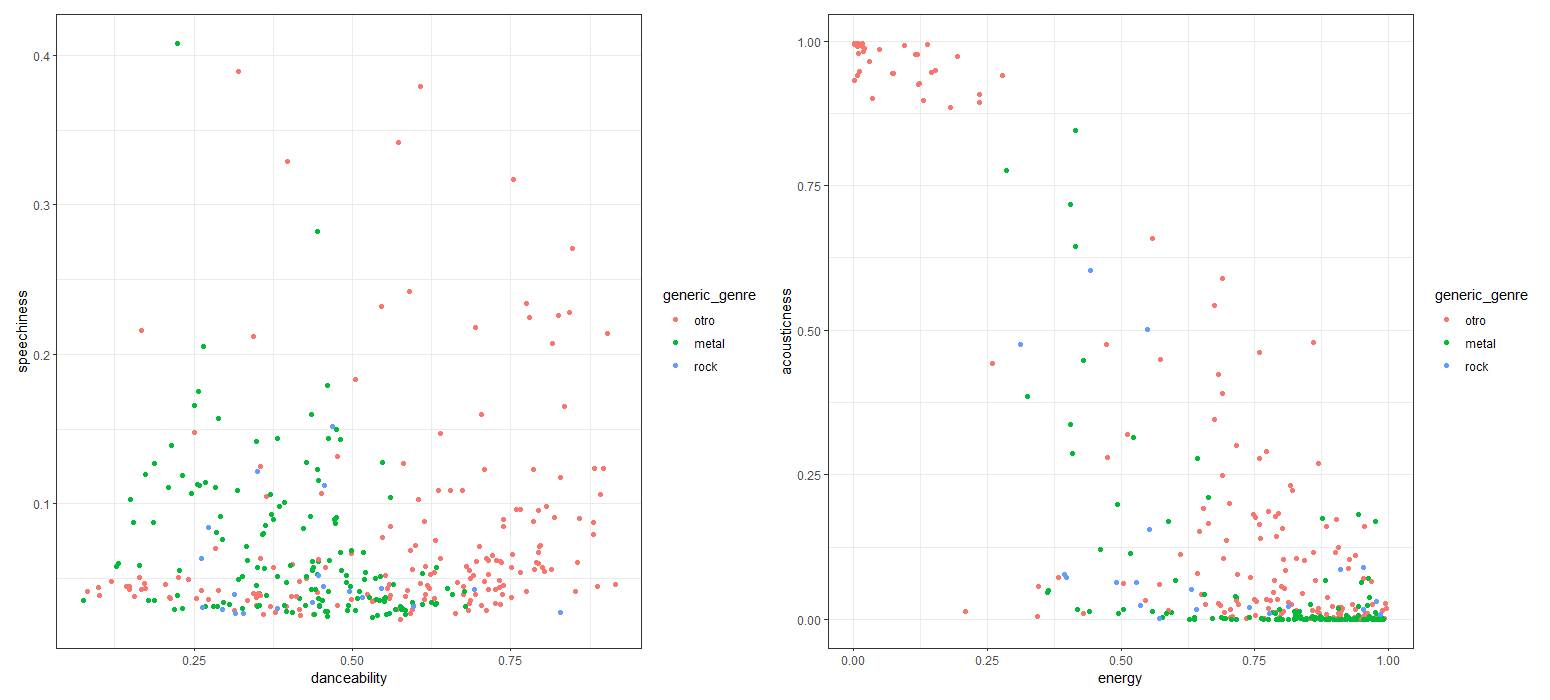 0.4
0.3
0.2
0.1
speechiness
0.25
0.50
0.75
danceability
generic_genre
otro
metal
rock
1.00
0.75
0.50
0.25
0.00
acousticness
0.00
0.25
0.50
0.75
1.00
energy
generic_genre
otro
metal
rock